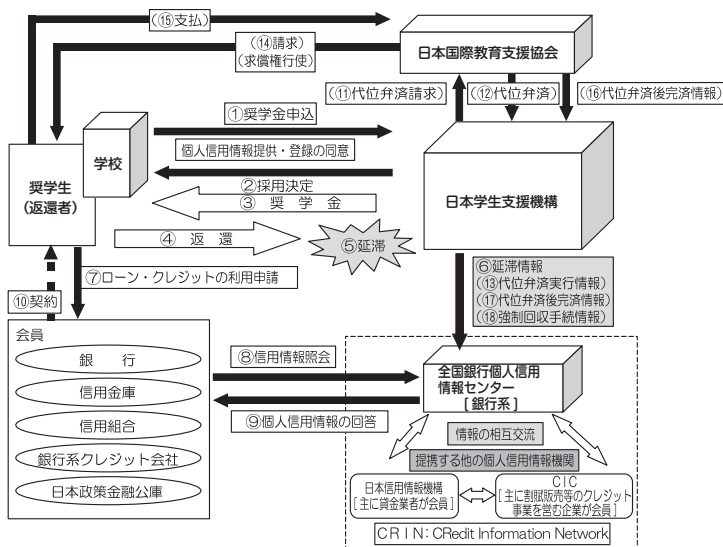 （⑮支払）
（⑭請求）
（求償権行使）
日本国際教育支援協会
（⑪代位弁済請求）
（⑫代位弁済）
（⑯代位弁済後完済情報）
①奨学金申込
個人信用情報提供・登録の同意
学校
奨学生
（返還者）
②採用決定
③ 奨 学 金
日本学生支援機構
④ 返 還
⑤延滞
⑥延滞情報
（⑬代位弁済実行情報）
（⑰代位弁済後完済情報）
（⑱強制回収手続情報）
⑦ローン・クレジットの利用申請
⑩契約
会員
銀 行
信用金庫
信用組合
銀行系クレジット会社
日本政策金融公庫
⑧信用情報照会
⑨個人信用情報の回答
全国銀行個人信用
情報センター
[ 銀行系 ]
情報の相互交流
提携する他の個人信用情報機関
日本信用情報機構
[ 主に貸金業者が会員 ]
C I C
[ 主に割賦販売等のクレジット
事業を営む企業が会員 ]
C R I N : CRedit Information Network